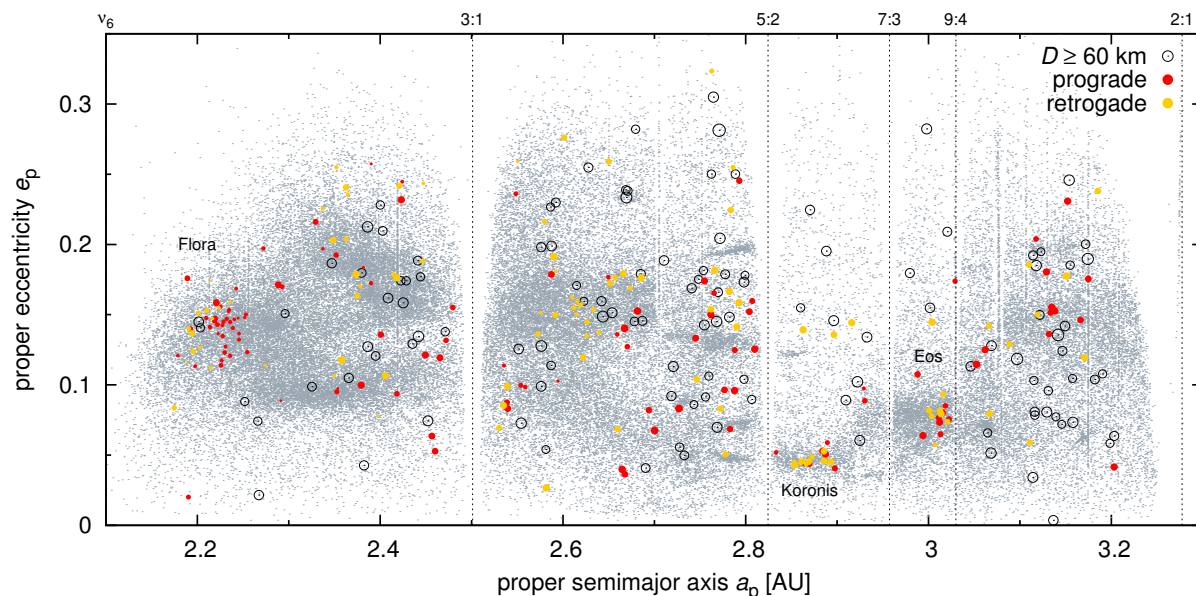 ν6 3:1 5:2 7:3 9:4 2:1
D ≥ 60 km
prograde
retrogade
0.3
0.2
0.1
0
proper eccentricity ep
Flora
Eos
Koronis
2.2 2.4 2.6 2.8 3 3.2
proper semimajor axis ap [AU]